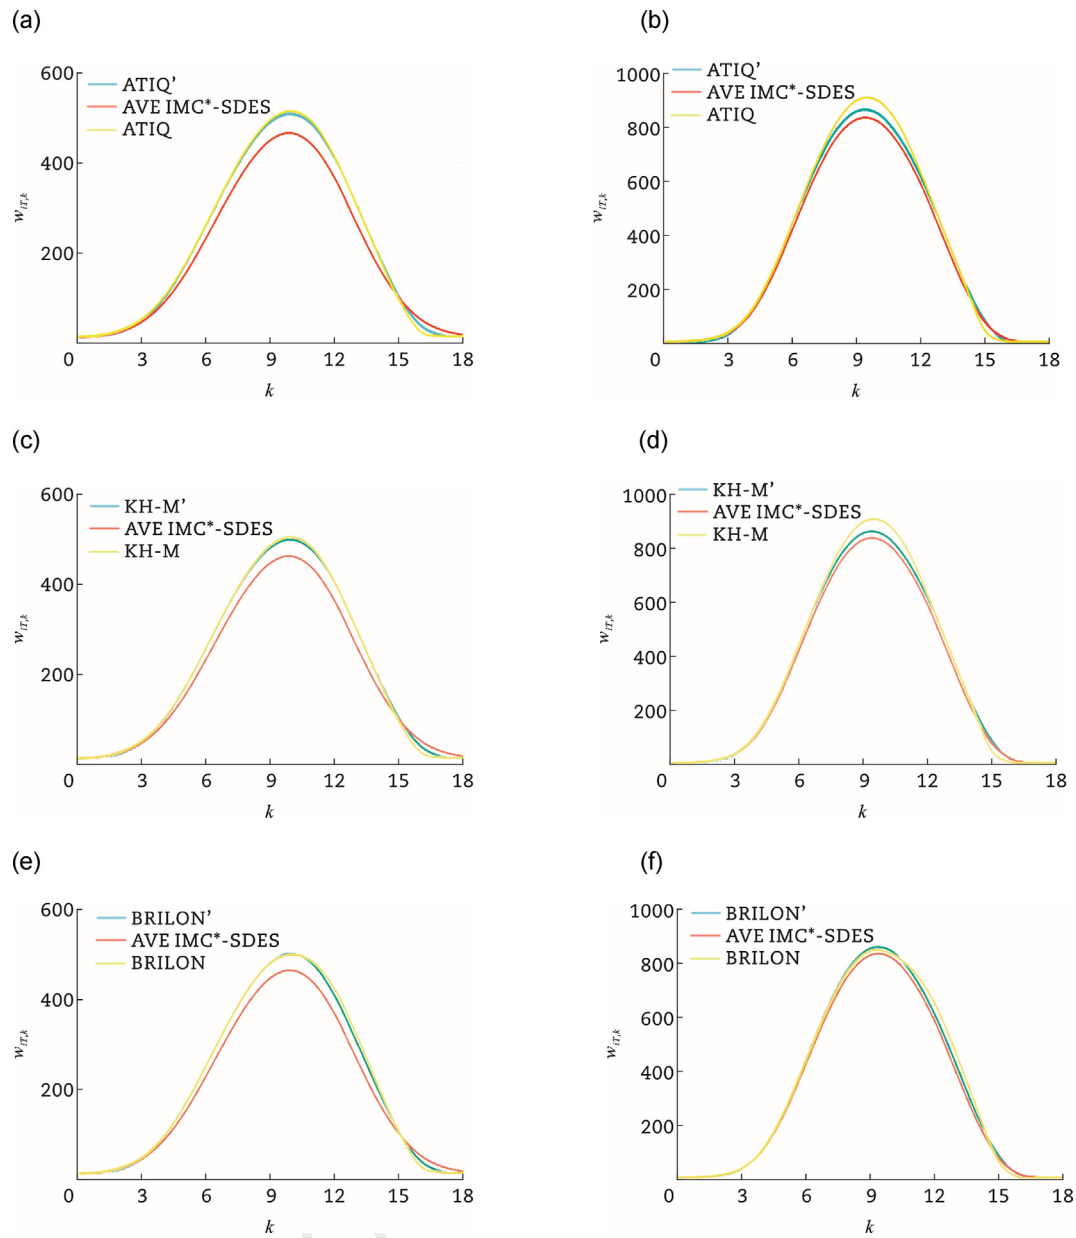 (a)
600
ATIQ’
AVE IMC*-SDES
ATIQ
400
200
w_{iT,k}
0 3 6 9 12 15 18
k
(b)
1000
ATIQ’
AVE IMC*-SDES
ATIQ
800
600
400
200
w_{iT,k}
0 3 6 9 12 15 18
k
(c)
600
KH-M’
AVE IMC*-SDES
KH-M
400
200
w_{iT,k}
0 3 6 9 12 15 18
k
(d)
1000
KH-M’
AVE IMC*-SDES
KH-M
800
600
400
200
w_{iT,k}
0 3 6 9 12 15 18
k
(e)
600
BRILON’
AVE IMC*-SDES
BRILON
400
200
w_{iT,k}
0 3 6 9 12 15 18
k
(f)
1000
BRILON’
AVE IMC*-SDES
BRILON
800
600
400
200
w_{iT,k}
0 3 6 9 12 15 18
k